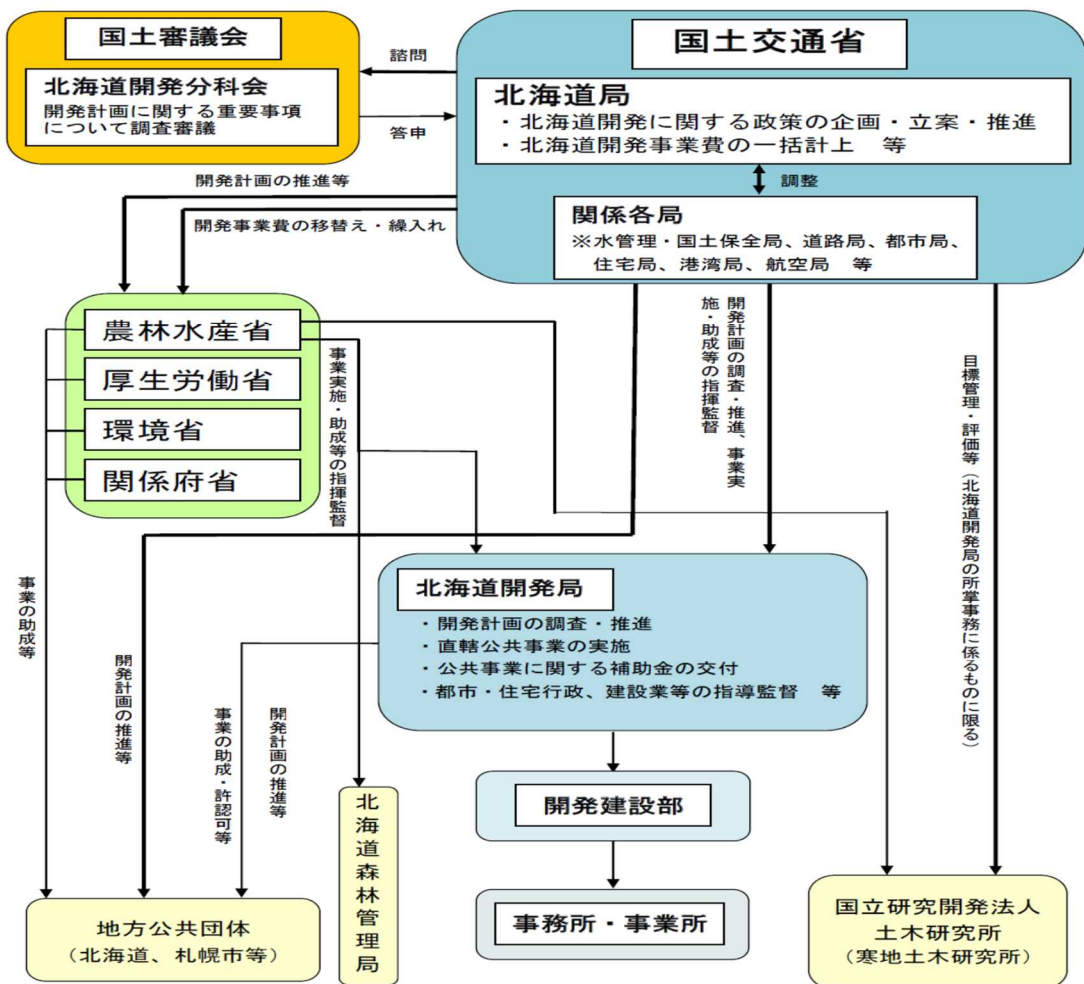 国土審議会
北海道開発分科会
開発計画に関する重要事項
について調査審議
諮問
答申
国土交通省
北海道局
・北海道開発に関する政策の企画・立案・推進
・北海道開発事業費の一括計上　等
調整
関係各局
※水管理・国土保全局、道路局、都市局、
住宅局、港湾局、航空局　等
開発計画の推進等
開発事業費の移替え・繰入れ
農林水産省
厚生労働省
環境省
関係府省
事業実施・助成等の指揮監督
開発計画の調査・推進、事業実
施・助成等の指揮監督
目標管理・評価等（北海道開発局の所掌事務に係るものに限る）
北海道開発局
・開発計画の調査・推進
・直轄公共事業の実施
・公共事業に関する補助金の交付
・都市・住宅行政、建設業等の指導監督　等
事業の助成等
開発計画の推進等
開発計画の推進等
事業の助成・許認可等
開発建設部
事務所・事業所
地方公共団体
（北海道、札幌市等）
北海道森林管理局
国立研究開発法人
土木研究所
（寒地土木研究所）